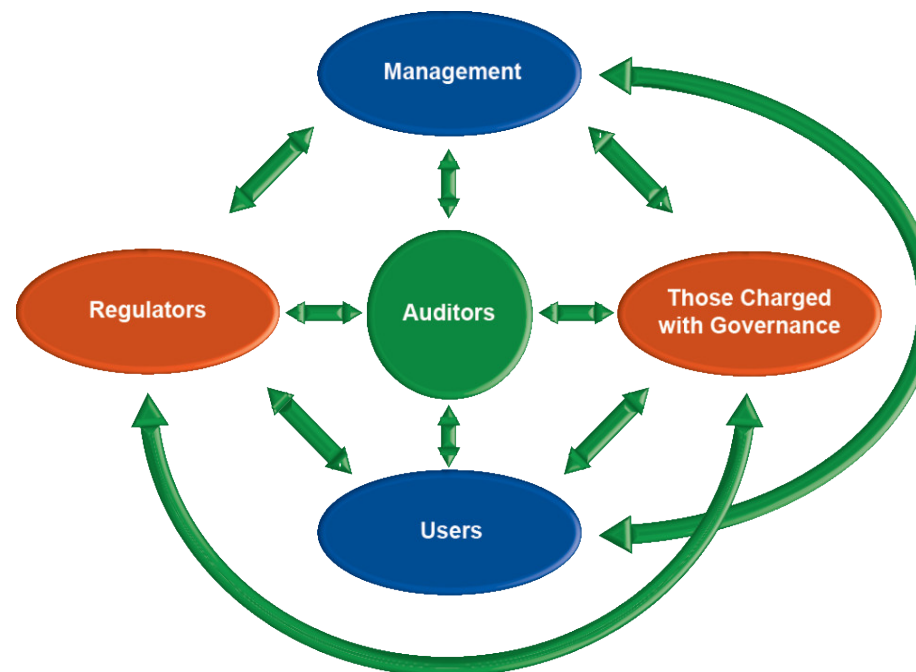 Management
Regulators
Auditors
Those Charged
with Governance
Users